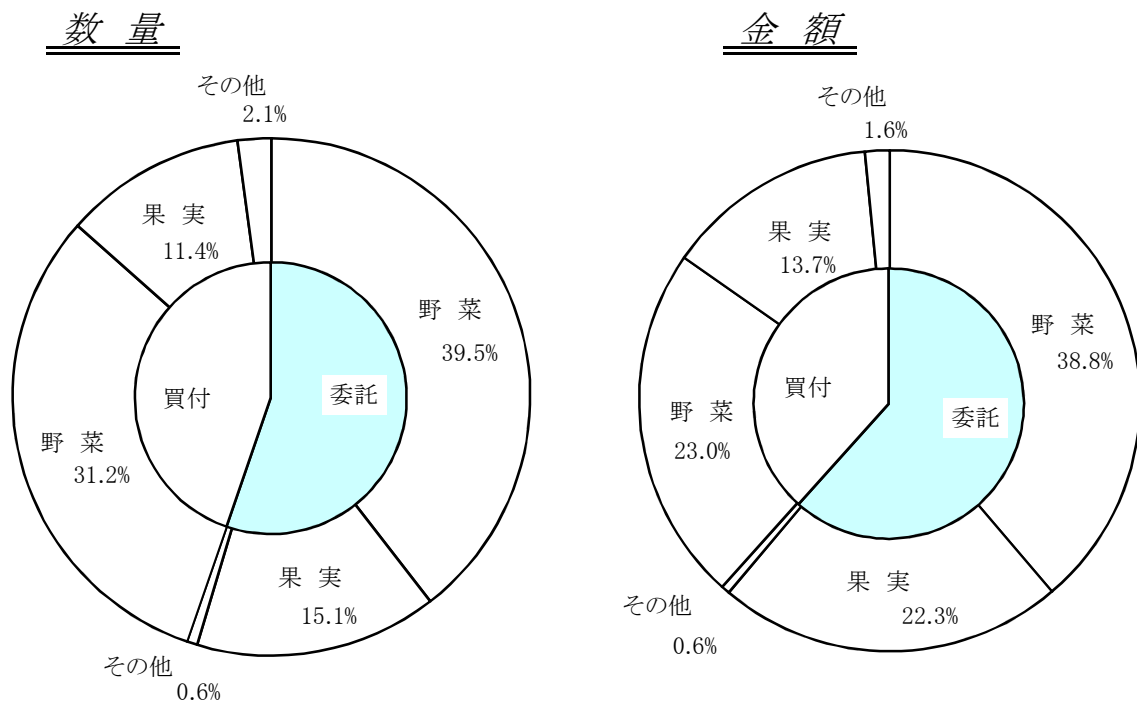 数 量
その他
2.1%
果 実
11.4%
野 菜
39.5%
買付
委託
野 菜
31.2%
果 実
15.1%
その他
0.6%
金 額
その他
1.6%
果 実
13.7%
野 菜
38.8%
買付
委託
野 菜
23.0%
果 実
22.3%
その他
0.6%